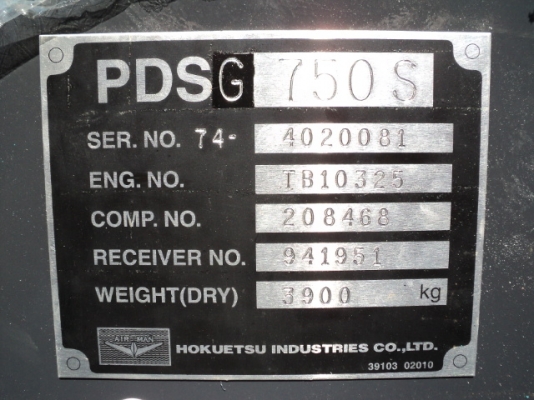 PDSG 750S
SER. NO. 74- 4020081
ENG. NO. TB10325
COMP. NO. 208468
RECEIVER NO. 941951
WEIGHT(DRY) 3900 kg
AIRMAN
HOKUETSU INDUSTRIES CO.,LTD.
39103 02010